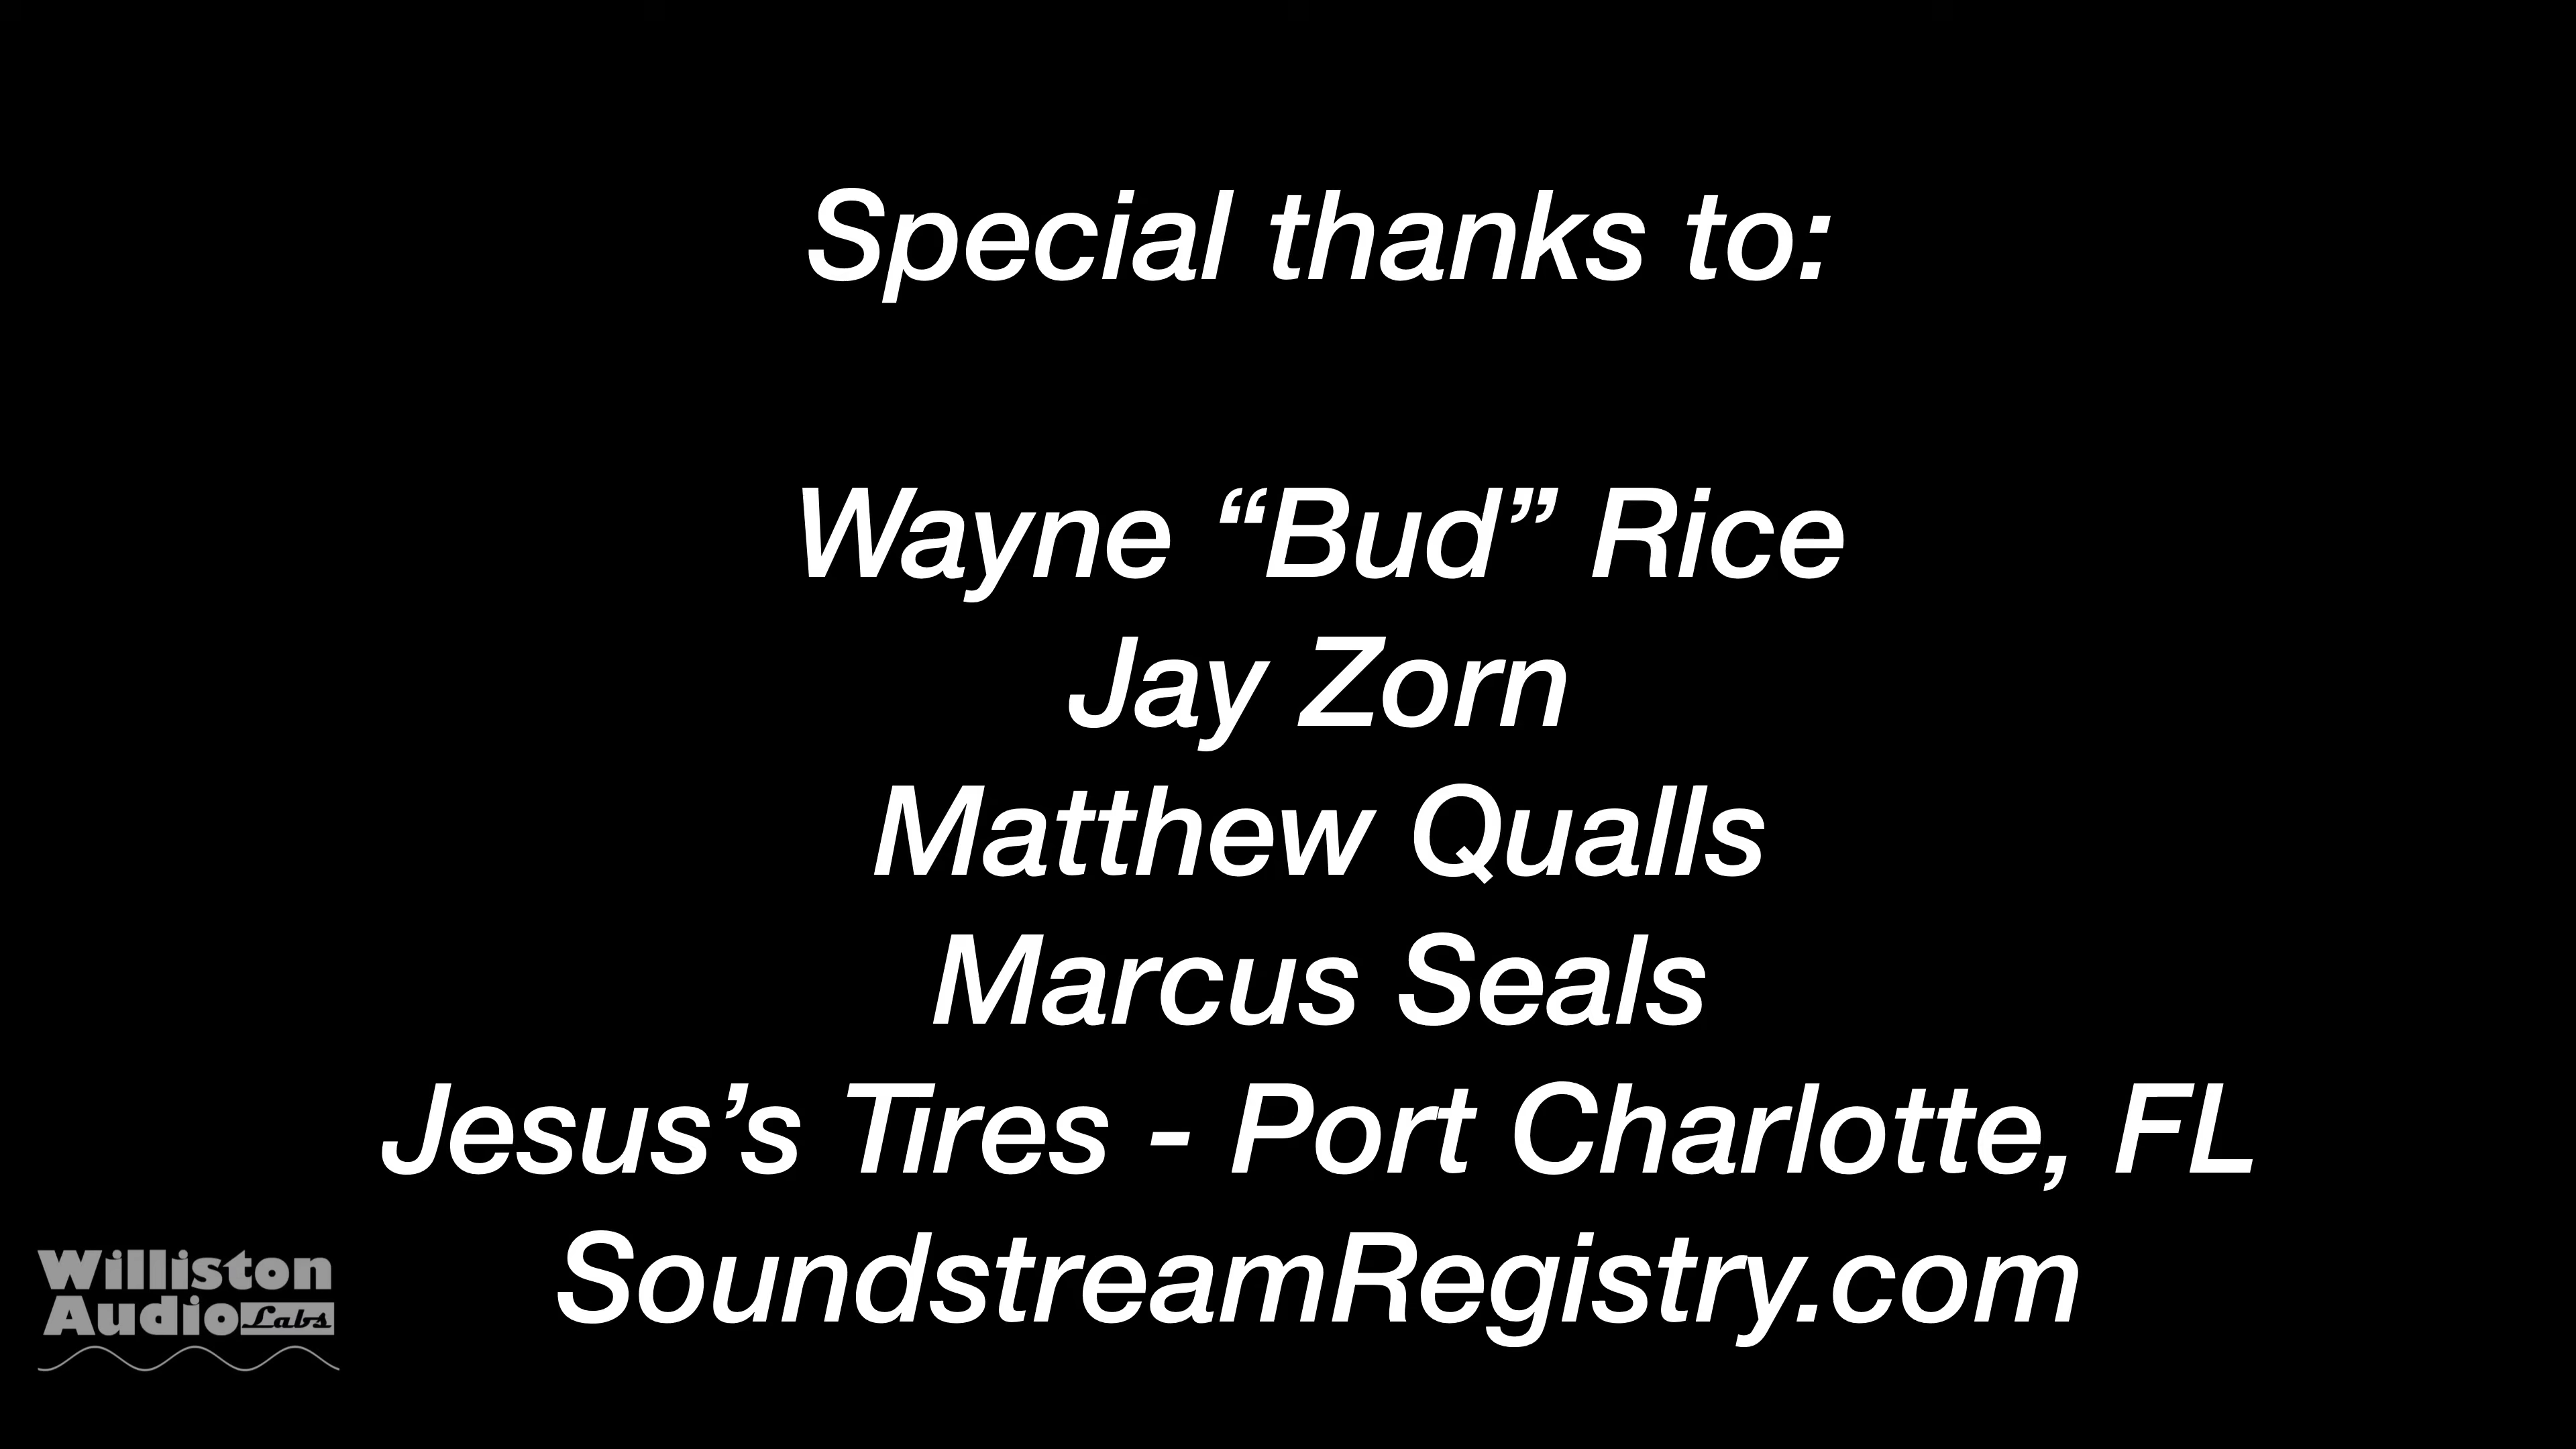 Special thanks to:
Wayne “Bud” Rice
Jay Zorn
Matthew Qualls
Marcus Seals
Jesus’s Tires - Port Charlotte, FL
SoundstreamRegistry.com
Williston
Audio Labs